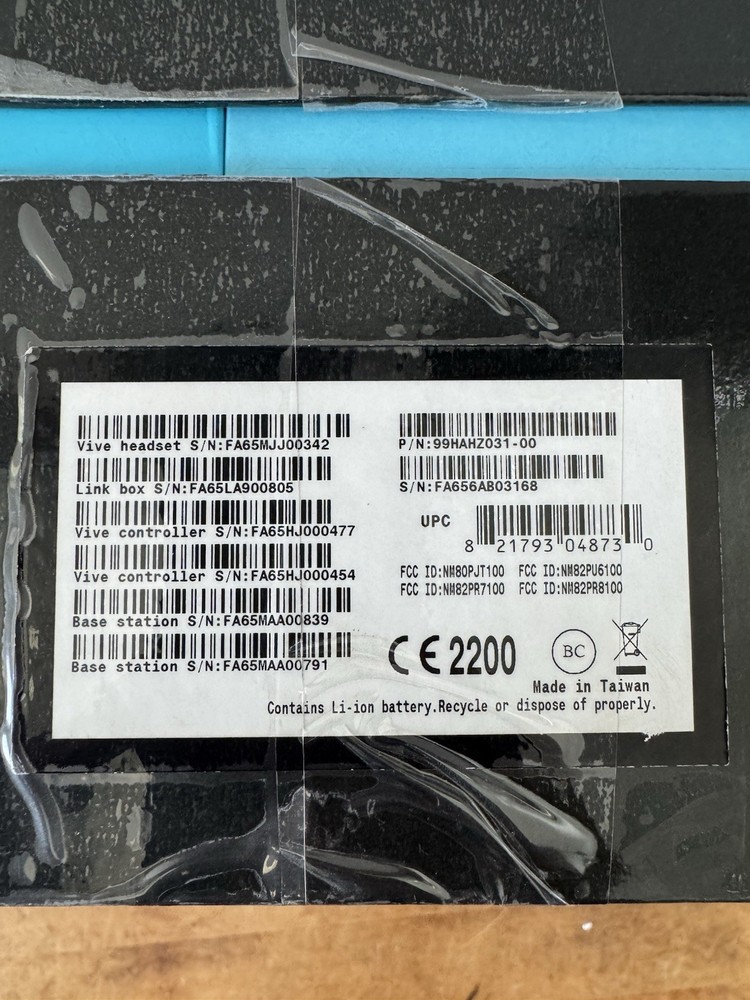 Vive headset S/N:FA65MJJ00342
Link box S/N:FA65LA900805
Vive controller S/N:FA65HJ000477
Vive controller S/N:FA65HJ000454
Base station S/N:FA65MAA00839
Base station S/N:FA65MAA00791
P/N:99HAHZ031-00
S/N:FA656AB03168
UPC
8 21793 04873 0
FCC ID:NM80PJT100 FCC ID:NM82PU6100
FCC ID:NM82PR7100 FCC ID:NM82PR8100
CE 2200
BC
Made in Taiwan
Contains Li-ion battery.Recycle or dispose of properly.